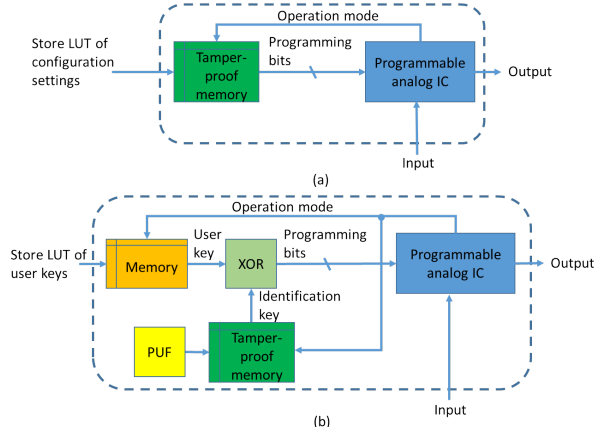 Operation mode
Store LUT of
configuration
settings
Tamper-
proof
memory
Programming
bits
Programmable
analog IC
Output
Input
(a)
Operation mode
Store LUT of
user keys
Memory
User
key
XOR
Programming
bits
Programmable
analog IC
Output
Identification
key
PUF
Tamper-
proof
memory
Input
(b)